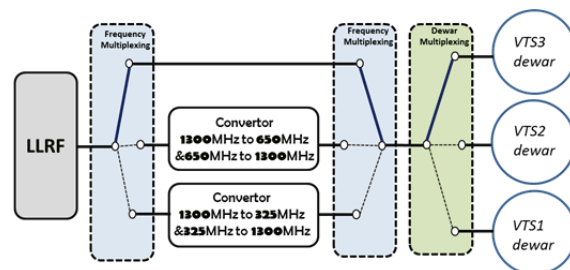 Frequency
Multiplexing
Frequency
Multiplexing
Dewar
Multiplexing
VTS3
dewar
LLRF
Convertor
1300MHz to 650MHz
&650MHz to 1300MHz
VTS2
dewar
Convertor
1300MHz to 325MHz
&325MHz to 1300MHz
VTS1
dewar